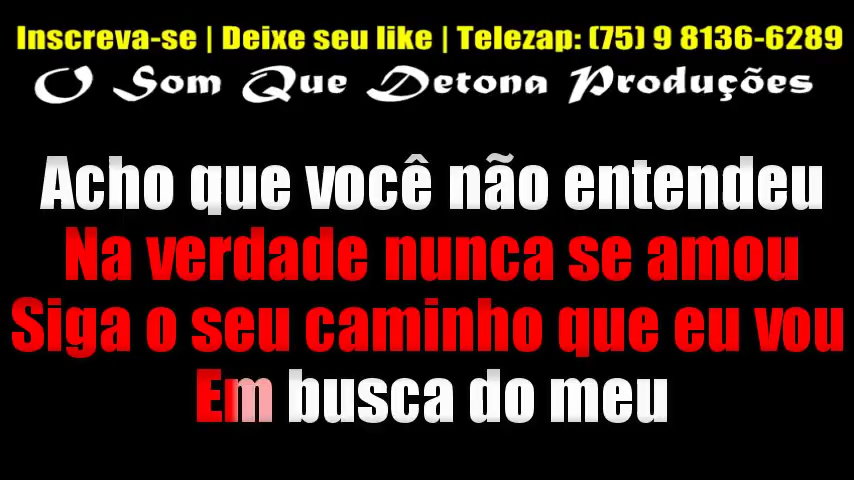 Inscreva-se | Deixe seu like | Telezap: (75) 9 8136-6289
O Som Que Detona Produções
Acho que você não entendeu
Na verdade nunca se amou
Siga o seu caminho que eu vou
Em busca do meu